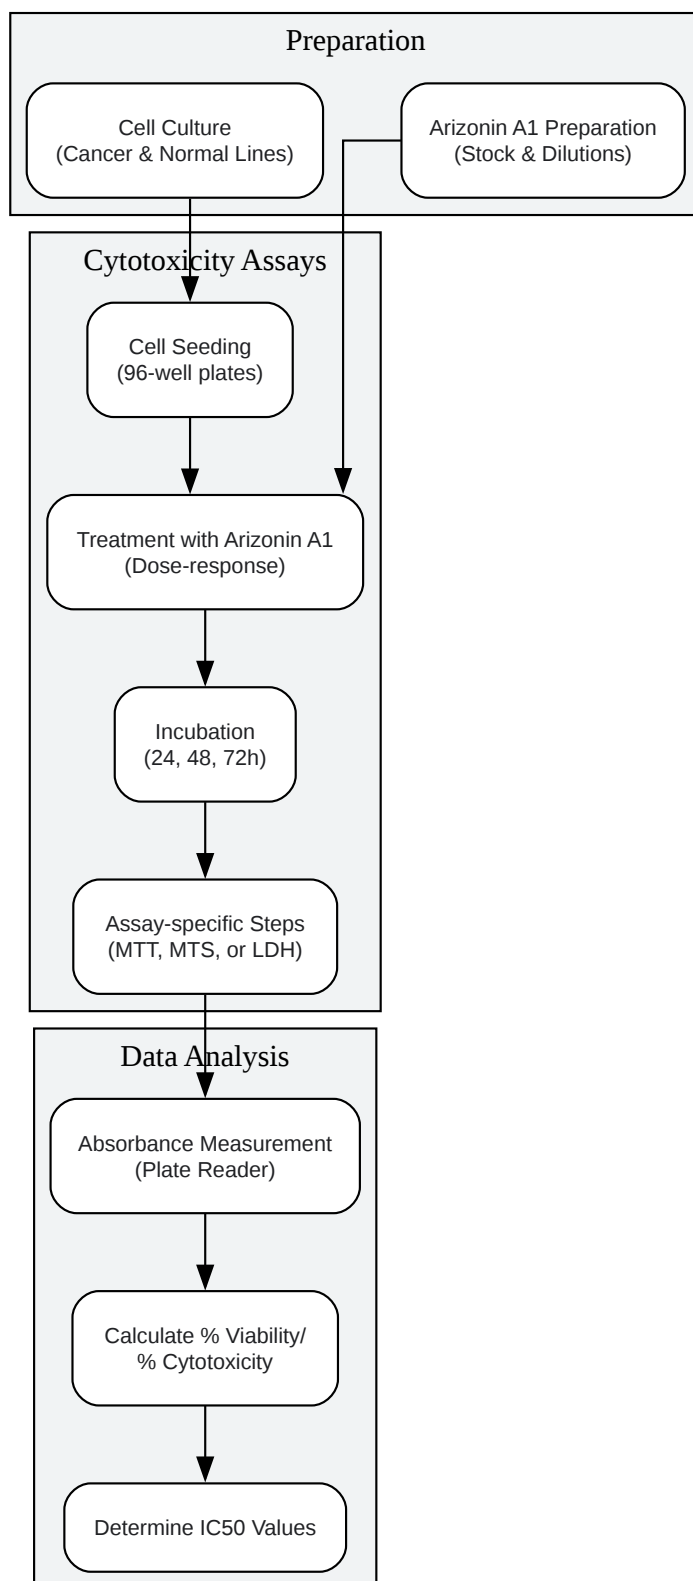 Preparation
Cell Culture
(Cancer & Normal Lines)
Arizonin A1 Preparation
(Stock & Dilutions)
Cytotoxicity Assays
Cell Seeding
(96-well plates)
Treatment with Arizonin A1
(Dose-response)
Incubation
(24, 48, 72h)
Assay-specific Steps
(MTT, MTS, or LDH)
Data Analysis
Absorbance Measurement
(Plate Reader)
Calculate % Viability/
% Cytotoxicity
Determine IC50 Values